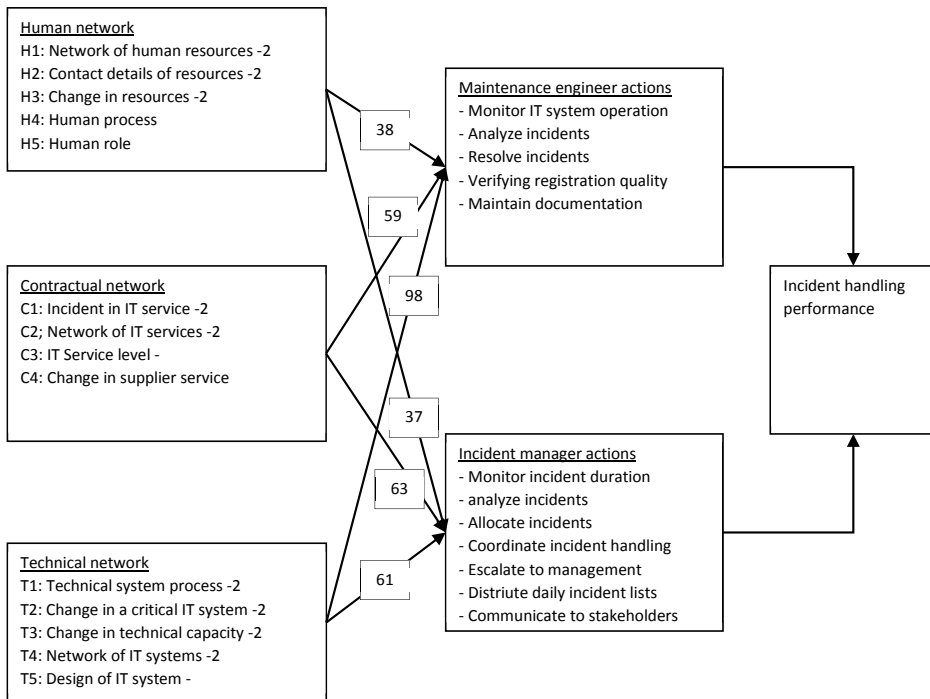 Human network
H1: Network of human resources -2
H2: Contact details of resources -2
H3: Change in resources -2
H4: Human process
H5: Human role
Contractual network
C1: Incident in IT service -2
C2; Network of IT services -2
C3: IT Service level -
C4: Change in supplier service
Technical network
T1: Technical system process -2
T2: Change in a critical IT system -2
T3: Change in technical capacity -2
T4: Network of IT systems -2
T5: Design of IT system -
38
59
98
37
63
61
Maintenance engineer actions
- Monitor IT system operation
- Analyze incidents
- Resolve incidents
- Verifying registration quality
- Maintain documentation
Incident manager actions
- Monitor incident duration
- analyze incidents
- Allocate incidents
- Coordinate incident handling
- Escalate to management
- Distriute daily incident lists
- Communicate to stakeholders
Incident handling
performance